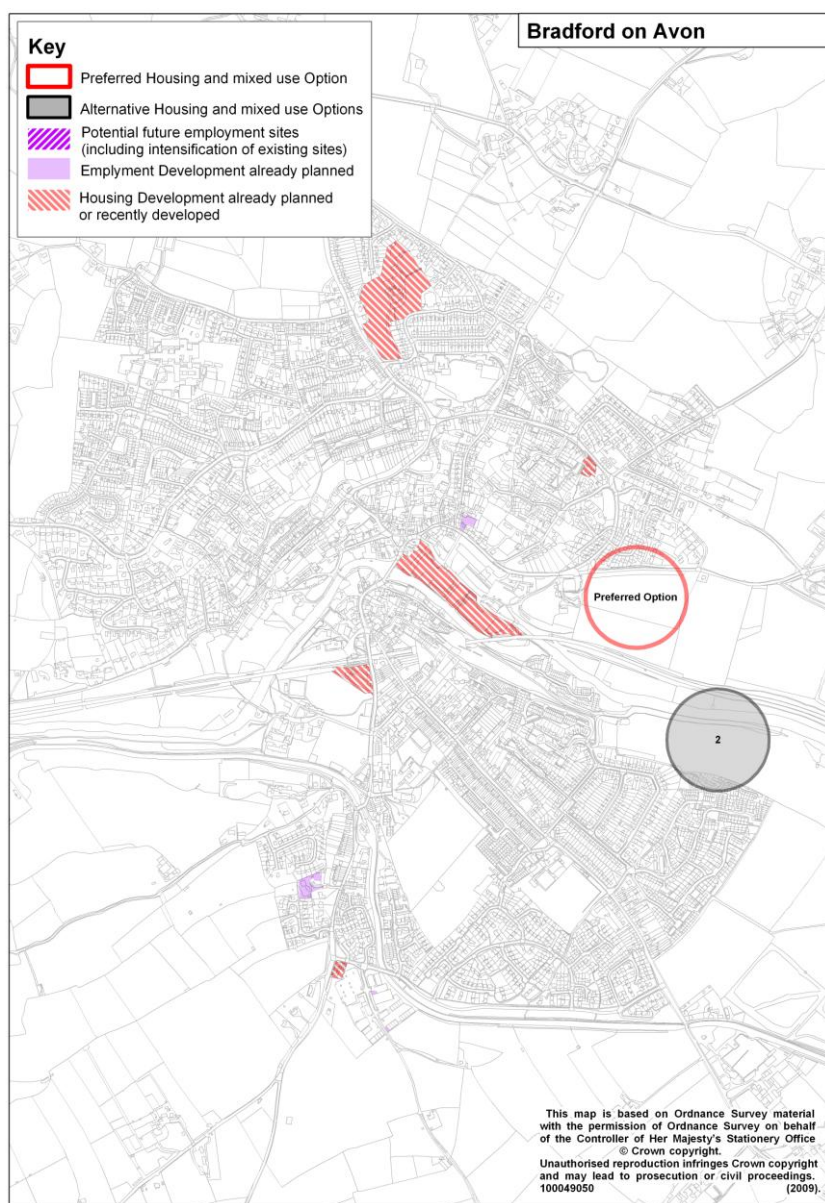 Bradford on Avon
Key
Preferred Housing and mixed use Option
Alternative Housing and mixed use Options
Potential future employment sites
(including intensification of existing sites)
Emplyment Development already planned
Housing Development already planned
or recently developed
Preferred Option
2
This map is based on Ordnance Survey material
with the permission of Ordnance Survey on behalf
of the Controller of Her Majesty's Stationery Office
© Crown copyright.
Unauthorised reproduction infringes Crown copyright
and may lead to prosecution or civil proceedings.
100049050 (2009).